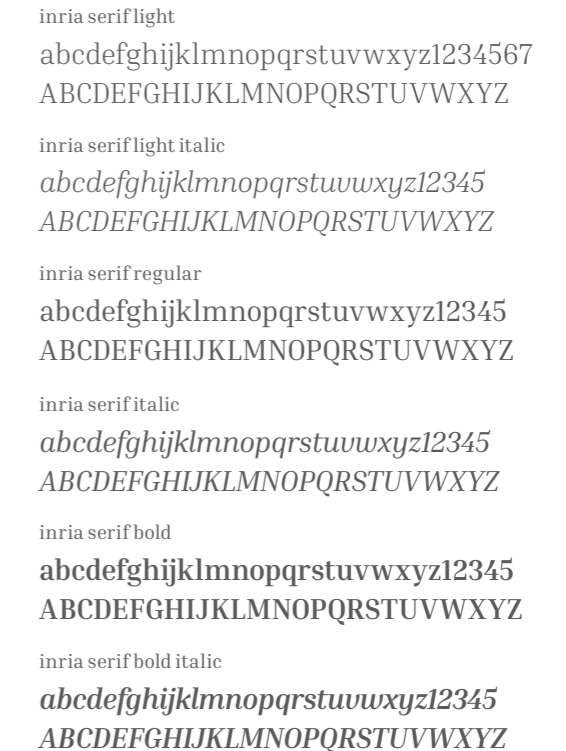 inria serif light
abcdefghijklmnopqrstuvwxyz1234567
ABCDEFGHIJKLMNOPQRSTUVWXYZ
inria serif light italic
abcdefghijklmnopqrstuvwxyz12345
ABCDEFGHIJKLMNOPQRSTUVWXYZ
inria serif regular
abcdefghijklmnopqrstuvwxyz12345
ABCDEFGHIJKLMNOPQRSTUVWXYZ
inria serif italic
abcdefghijklmnopqrstuvwxyz12345
ABCDEFGHIJKLMNOPQRSTUVWXYZ
inria serif bold
abcdefghijklmnopqrstuvwxyz12345
ABCDEFGHIJKLMNOPQRSTUVWXYZ
inria serif bold italic
abcdefghijklmnopqrstuvwxyz12345
ABCDEFGHIJKLMNOPQRSTUVWXYZ